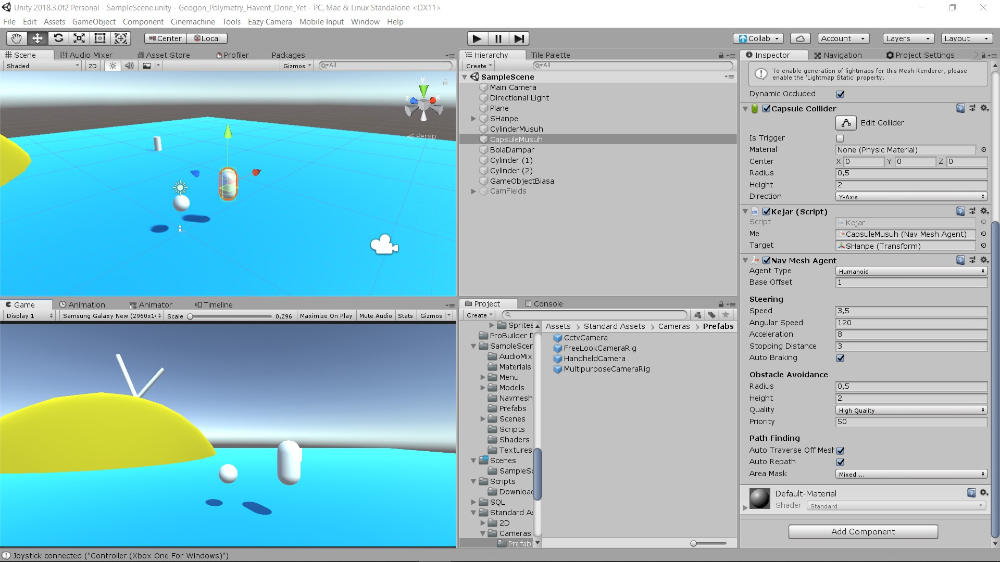 Unity 2018.3.0f2 Personal - SampleScene.unity - Geogon_Polymetry_Havent_Done_Yet - PC, Mac & Linux Standalone <DX11>
File Edit Assets GameObject Component Cinemachine Tools Eazy Camera Mobile Input Window Help
Center Local Collab Account Layers Layout
Scene Audio Mixer Asset Store Profiler Packages
Shaded 2D Gizmos All
y
z x
Persp
Game Animation Animator Timeline
Display 1 Samsung Galaxy New (2960x1 Scale 0,296 Maximize On Play Mute Audio Stats Gizmos
Hierarchy Tile Palette
Create All
SampleScene
Main Camera
Directional Light
Plane
SHanpe
CylinderMusuh
CapsuleMusuh
BolaDampar
Cylinder (1)
Cylinder (2)
GameObjectBiasa
CamFields
Project Console
Create
Sprites
ProBuilder D
SampleScen
AudioMix
Materials
Menu
Models
Navmesh
Prefabs
Scenes
Scripts
Shaders
Textures
Scenes
SampleSc
Scripts
Downloac
SQL
Standard As
2D
Cameras
Prefabs
Assets > Standard Assets > Cameras > Prefabs
CctvCamera
FreeLookCameraRig
HandheldCamera
MultipurposeCameraRig
Inspector Navigation Project Settings
To enable generation of lightmaps for this Mesh Renderer, please
enable the 'Lightmap Static' property.
Dynamic Occluded
Capsule Collider
Edit Collider
Is Trigger
Material None (Physic Material)
Center X 0 Y 0 Z 0
Radius 0,5
Height 2
Direction Y-Axis
Kejar (Script)
Script Kejar
Me CapsuleMusuh (Nav Mesh Agent)
Target SHanpe (Transform)
Nav Mesh Agent
Agent Type Humanoid
Base Offset 1
Steering
Speed 3,5
Angular Speed 120
Acceleration 8
Stopping Distance 3
Auto Braking
Obstacle Avoidance
Radius 0,5
Height 2
Quality High Quality
Priority 50
Path Finding
Auto Traverse Off Mesh
Auto Repath
Area Mask Mixed ...
Default-Material
Shader Standard
Add Component
Joystick connected ("Controller (Xbox One For Windows)").